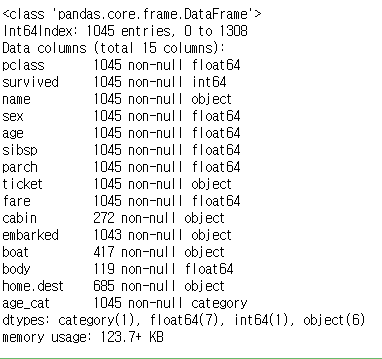 <class 'pandas.core.frame.DataFrame'>
Int64Index: 1045 entries, 0 to 1308
Data columns (total 15 columns):
pclass 1045 non-null float64
survived 1045 non-null int64
name 1045 non-null object
sex 1045 non-null float64
age 1045 non-null float64
sibsp 1045 non-null float64
parch 1045 non-null float64
ticket 1045 non-null object
fare 1045 non-null float64
cabin 272 non-null object
embarked 1043 non-null object
boat 417 non-null object
body 119 non-null float64
home.dest 685 non-null object
age_cat 1045 non-null category
dtypes: category(1), float64(7), int64(1), object(6)
memory usage: 123.7+ KB